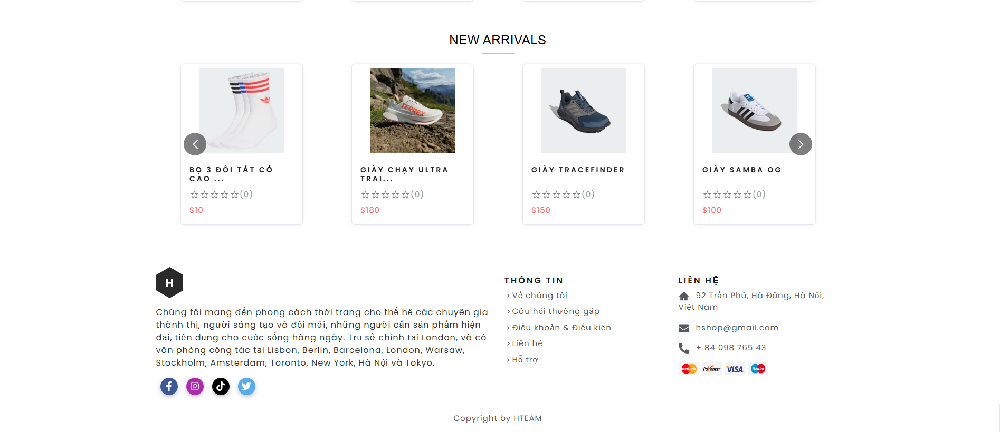 NEW ARRIVALS
TERREX
BỘ 3 ĐÔI TẤT CỔ
CAO ...
(0)
$10
GIÀY CHẠY ULTRA
TRAI...
(0)
$180
GIÀY TRACEFINDER
(0)
$150
GIÀY SAMBA OG
(0)
$100
H
Chúng tôi mang đến phong cách thời trang cho thế hệ các chuyên gia
thành thị, người sáng tạo và đổi mới, những người cần sản phẩm hiện
đại, tiện dụng cho cuộc sống hàng ngày. Trụ sở chính tại London, và có
văn phòng cộng tác tại Lisbon, Berlin, Barcelona, London, Warsaw,
Stockholm, Amsterdam, Toronto, New York, Hà Nội và Tokyo.
THÔNG TIN
Về chúng tôi
Câu hỏi thường gặp
Điều khoản & Điều kiện
Liên hệ
Hỗ trợ
LIÊN HỆ
92 Trần Phú, Hà Đông, Hà Nội,
Việt Nam
hshop@gmail.com
+ 84 098 765 43
MasterCard Payoneer VISA Maestro
Copyright by HTEAM